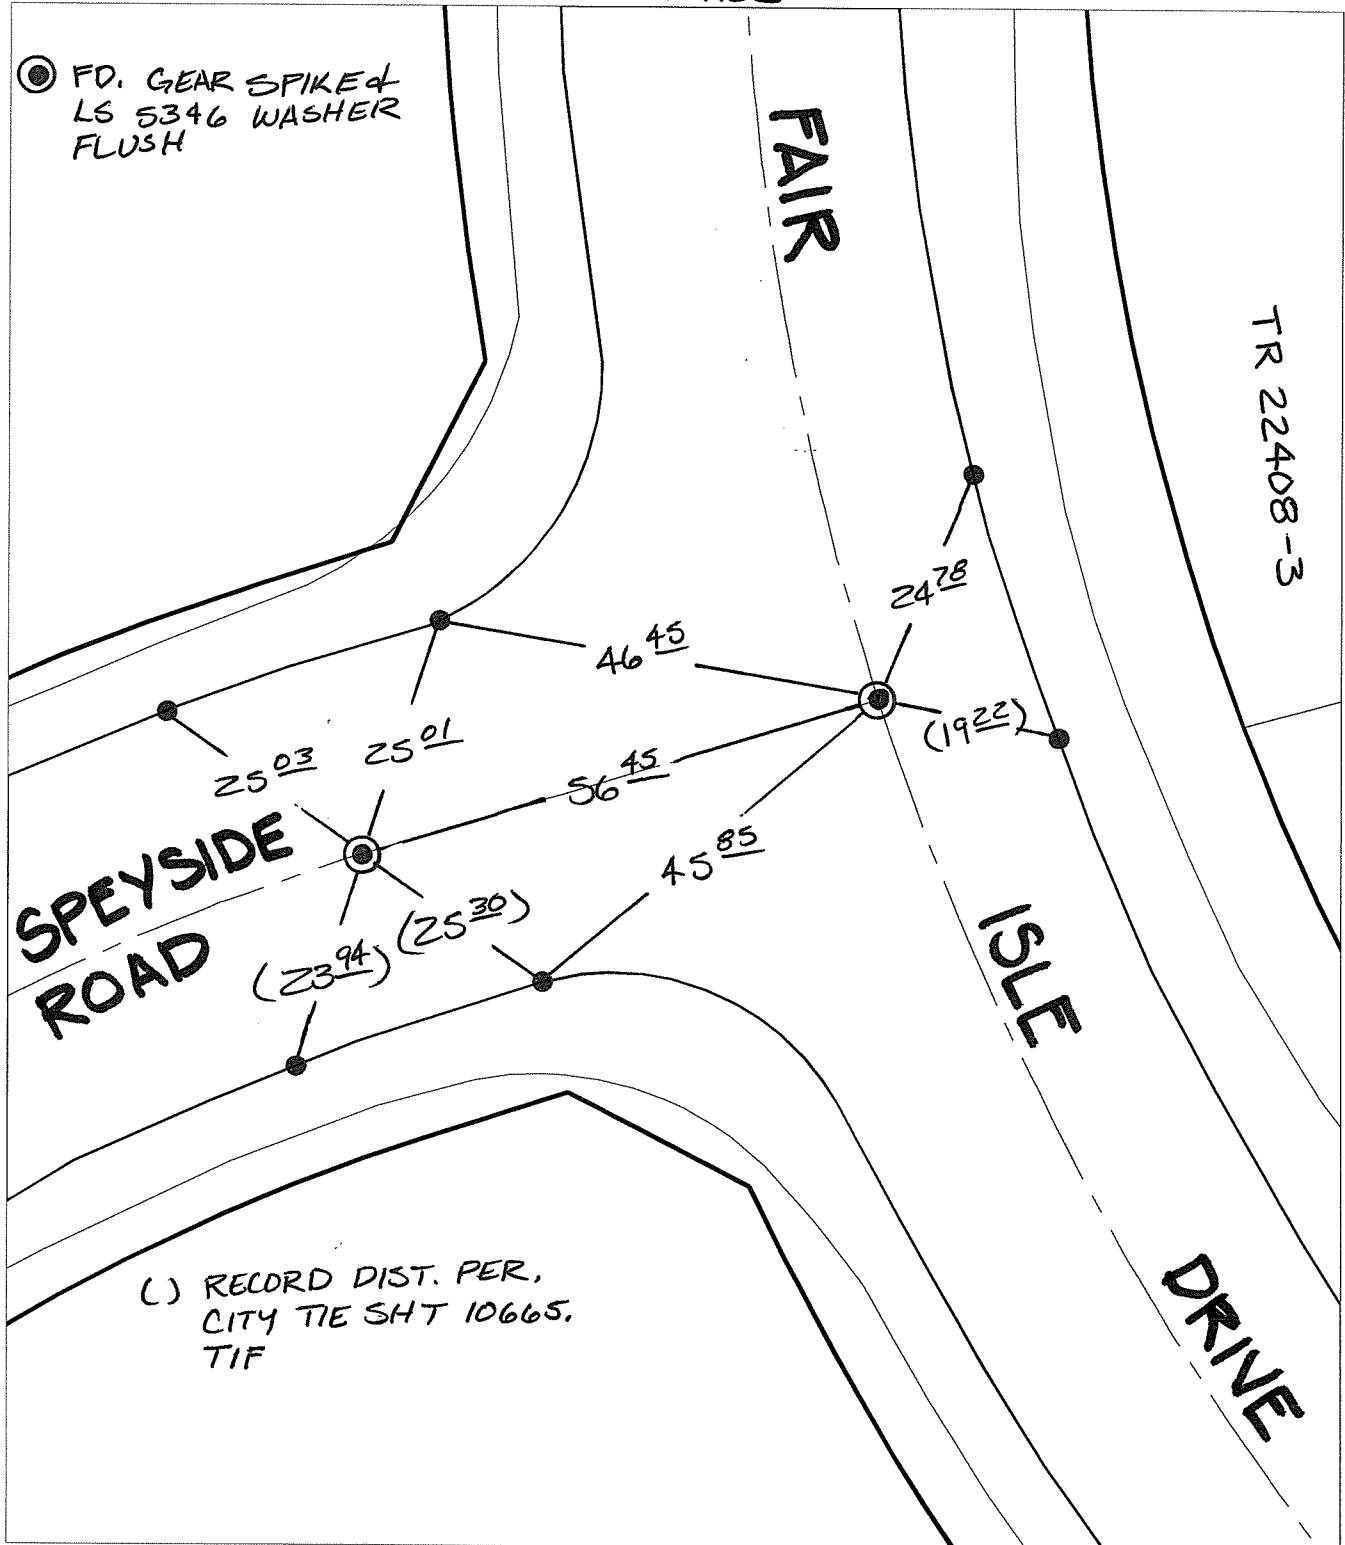 FD. GEAR SPIKE &
LS 5346 WASHER
FLUSH
FAIR
TR 22408-3
24 78
46 45
(19 22)
25 01
25 03
56 45
45 85
SPEYSIDE
ROAD
(25 30)
(23 94)
ISLE
DRIVE
( ) RECORD DIST. PER,
CITY TIE SHT 10665.
TIF